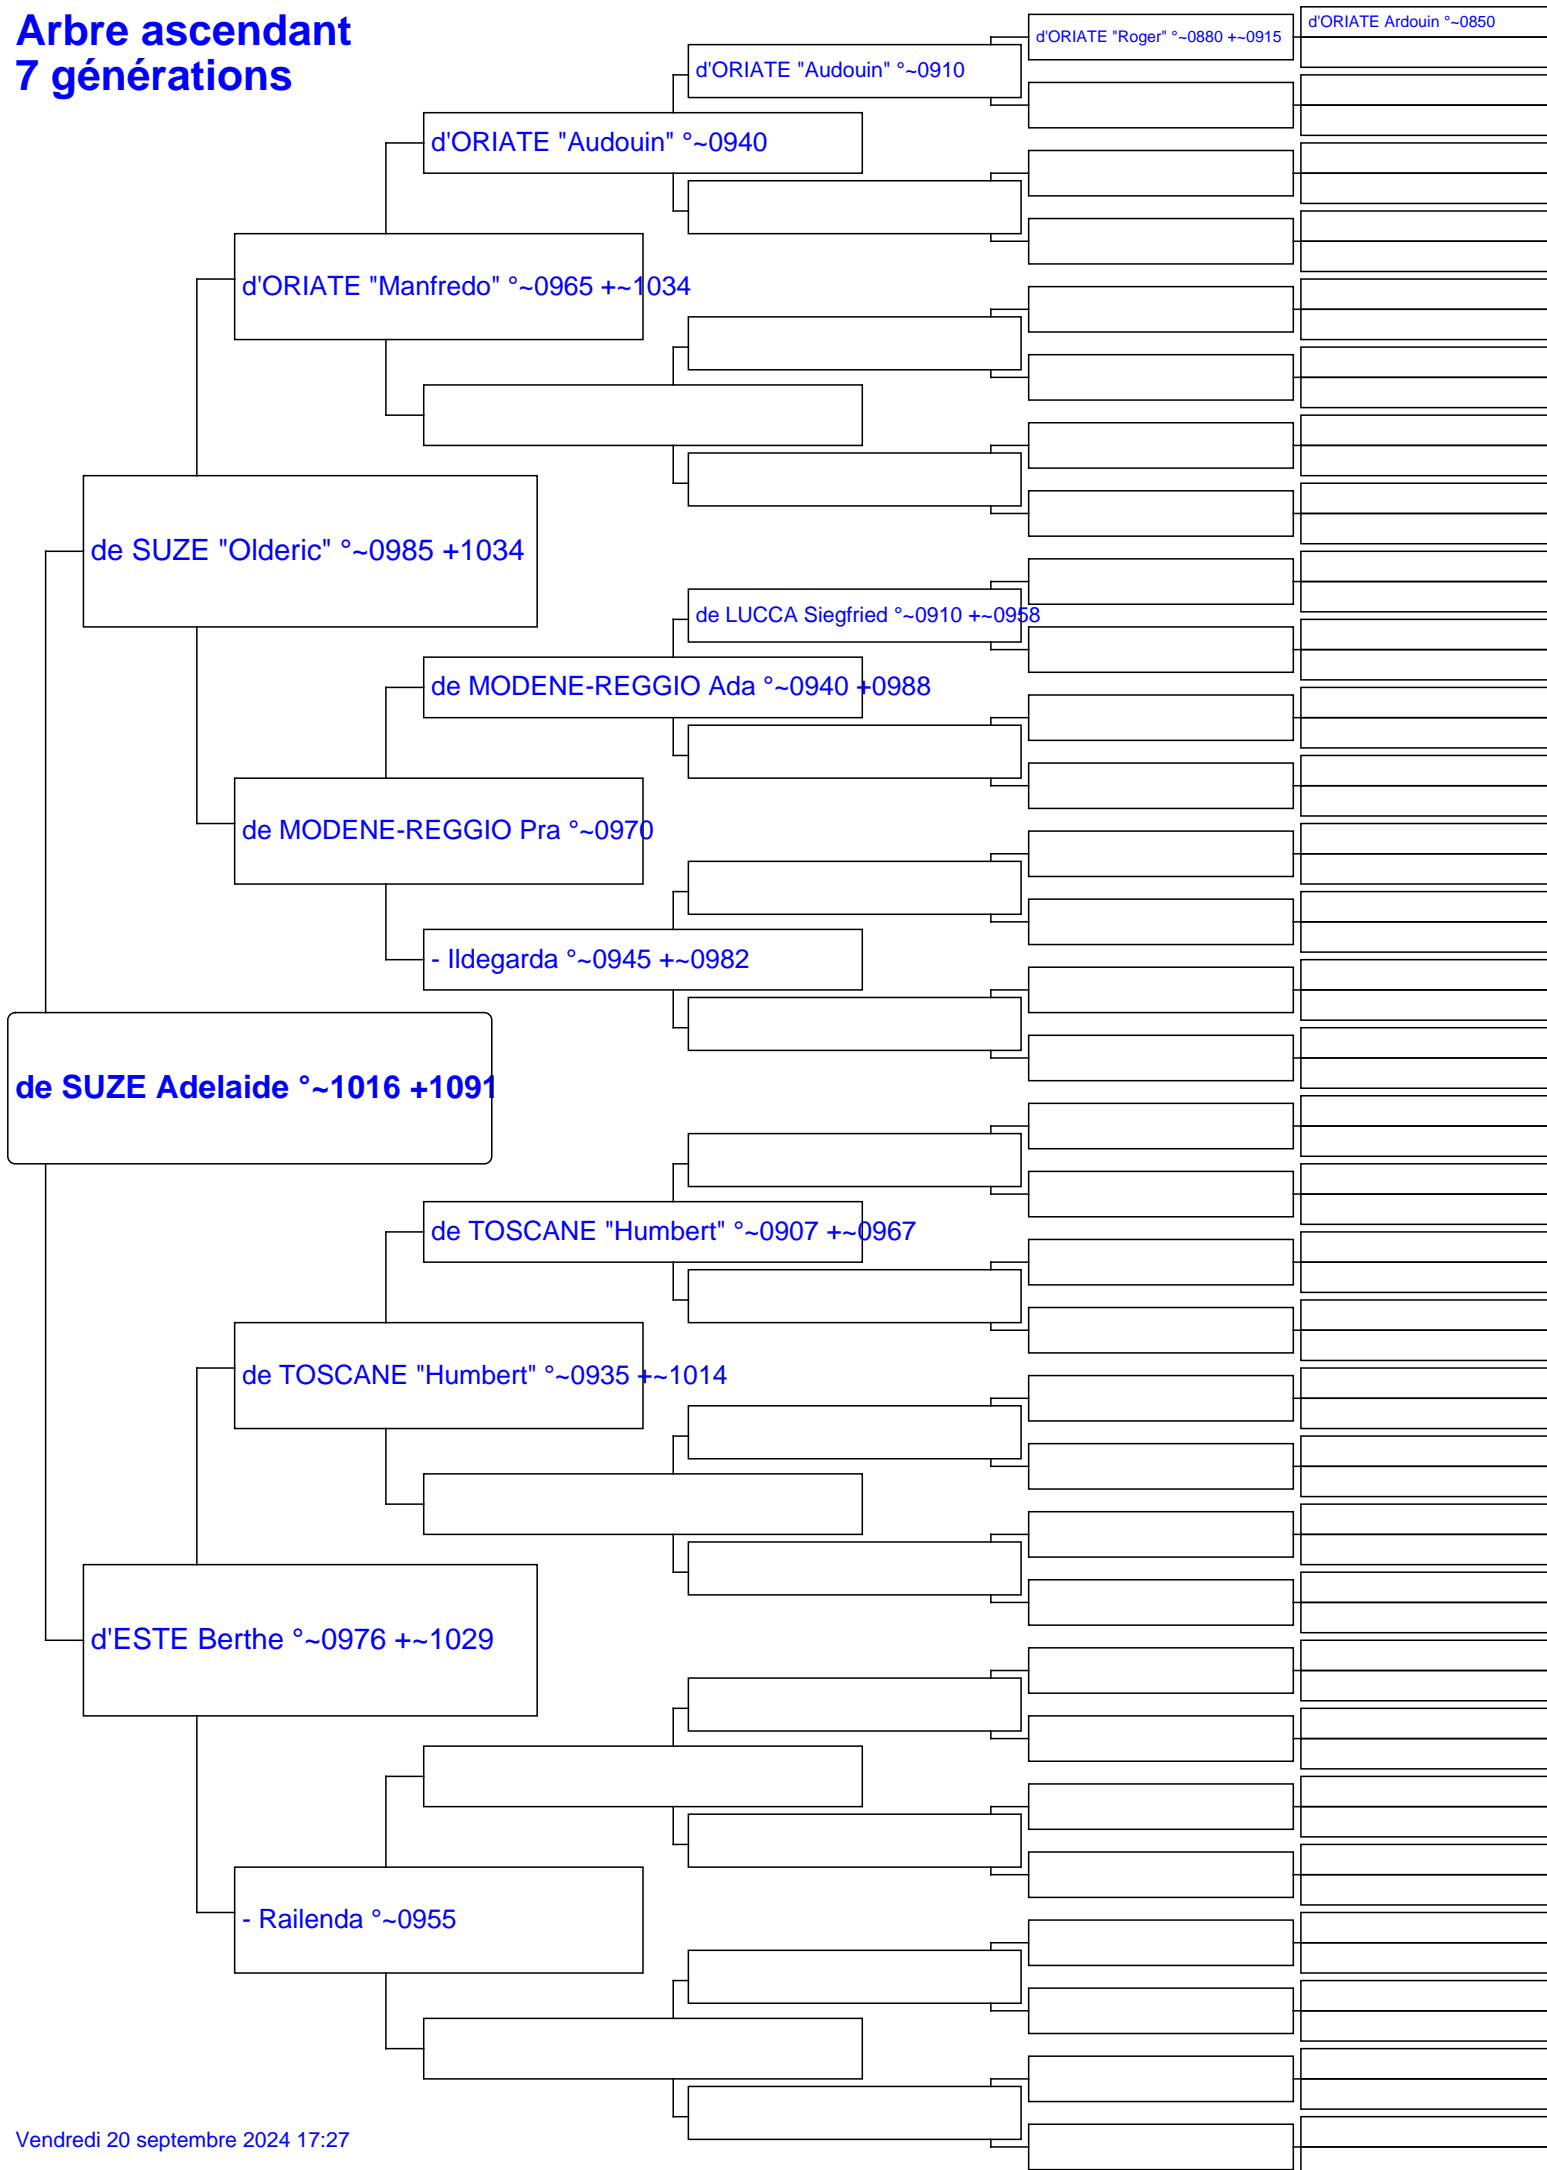 Arbre ascendant
7 générations
d'ORIATE Ardouin °~0850
d'ORIATE "Roger" °~0880 +~0915
d'ORIATE "Audouin" °~0910
d'ORIATE "Audouin" °~0940
d'ORIATE "Manfredo" °~0965 +~1034
de SUZE "Olderic" °~0985 +1034
de LUCCA Siegfried °~0910 +~0958
de MODENE-REGGIO Ada °~0940 +0988
de MODENE-REGGIO Pra °~0970
- Ildegarda °~0945 +~0982
de SUZE Adelaide °~1016 +1091
de TOSCANE "Humbert" °~0907 +~0967
de TOSCANE "Humbert" °~0935 +~1014
d'ESTE Berthe °~0976 +~1029
- Railenda °~0955
Vendredi 20 septembre 2024 17:27